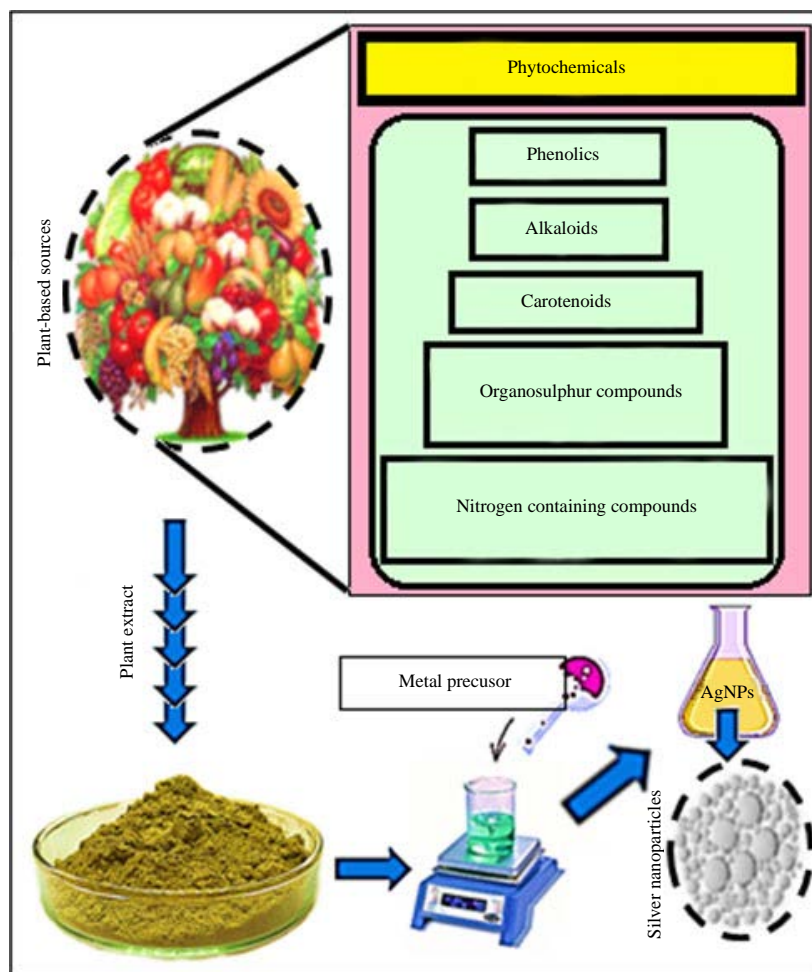 Phytochemicals
Phenolics
Alkaloids
Carotenoids
Organosulphur compounds
Nitrogen containing compounds
Plant-based sources
Plant extract
Metal precusor
AgNPs
Silver nanoparticles